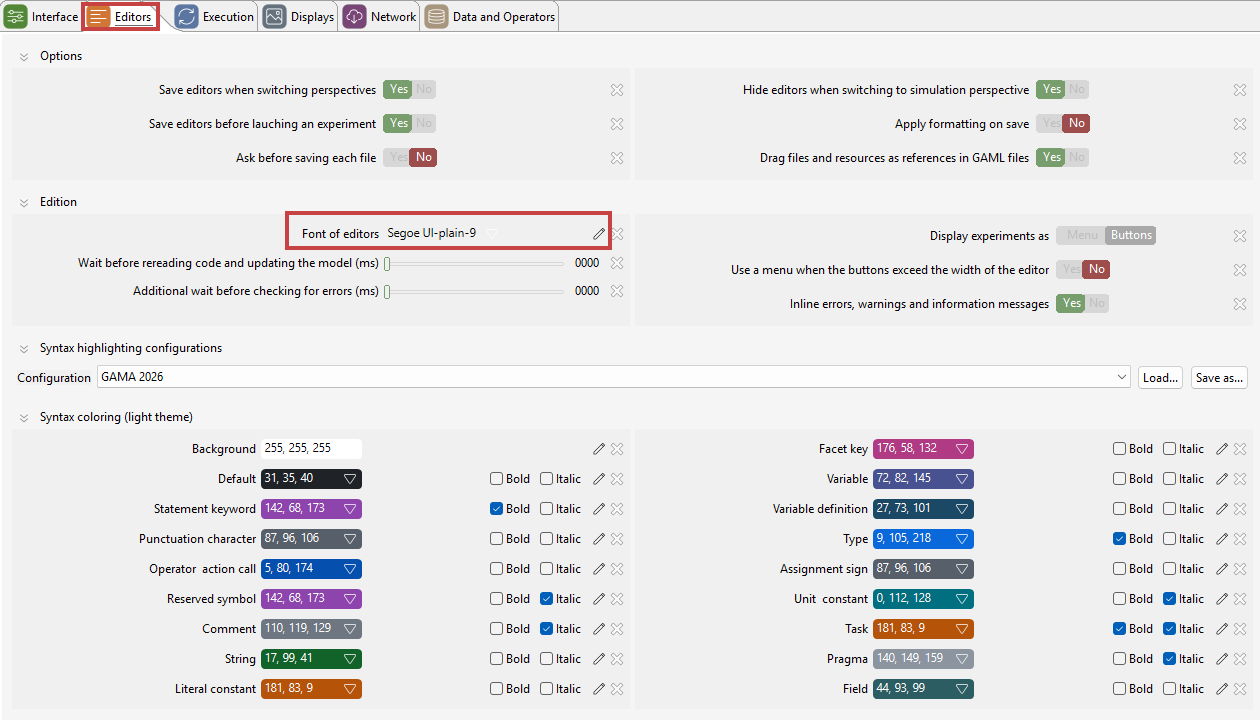 Interface Editors Execution Displays Network Data and Operators
Options
Save editors when switching perspectives Yes No
Hide editors when switching to simulation perspective Yes No
Save editors before lauching an experiment Yes No
Apply formatting on save Yes No
Ask before saving each file Yes No
Drag files and resources as references in GAML files Yes No
Edition
Font of editors Segoe UI-plain-9
Display experiments as Menu Buttons
Wait before rereading code and updating the model (ms) 0000
Use a menu when the buttons exceed the width of the editor Yes No
Additional wait before checking for errors (ms) 0000
Inline errors, warnings and information messages Yes No
Syntax highlighting configurations
Configuration GAMA 2026 Load... Save as...
Syntax coloring (light theme)
Background 255, 255, 255
Facet key 176, 58, 132 Bold Italic
Default 31, 35, 40 Bold Italic
Variable 72, 82, 145 Bold Italic
Statement keyword 142, 68, 173 Bold Italic
Variable definition 27, 73, 101 Bold Italic
Punctuation character 87, 96, 106 Bold Italic
Type 9, 105, 218 Bold Italic
Operator action call 5, 80, 174 Bold Italic
Assignment sign 87, 96, 106 Bold Italic
Reserved symbol 142, 68, 173 Bold Italic
Unit constant 0, 112, 128 Bold Italic
Comment 110, 119, 129 Bold Italic
Task 181, 83, 9 Bold Italic
String 17, 99, 41 Bold Italic
Pragma 140, 149, 159 Bold Italic
Literal constant 181, 83, 9 Bold Italic
Field 44, 93, 99 Bold Italic